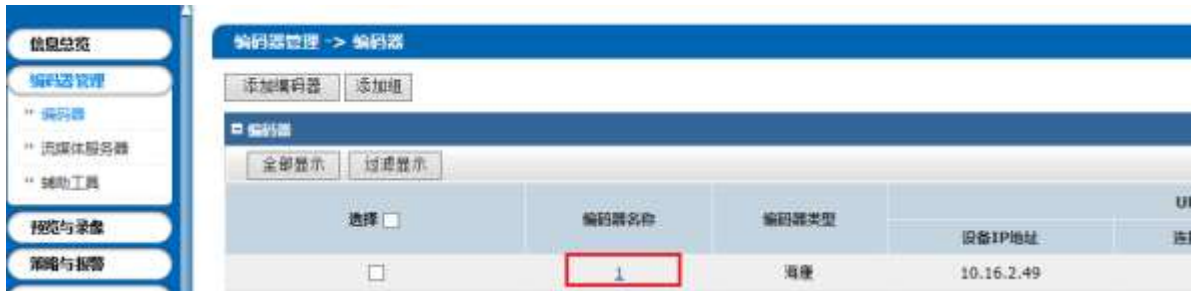 信息总览
编码器管理
编码器
流媒体服务器
辅助工具
预览与录像
策略与报警
编码器管理 -> 编码器
添加编码器 添加组
编码器
全部显示 过滤显示
选择 编码器名称 编码器类型
设备IP地址
1 海康 10.16.2.49